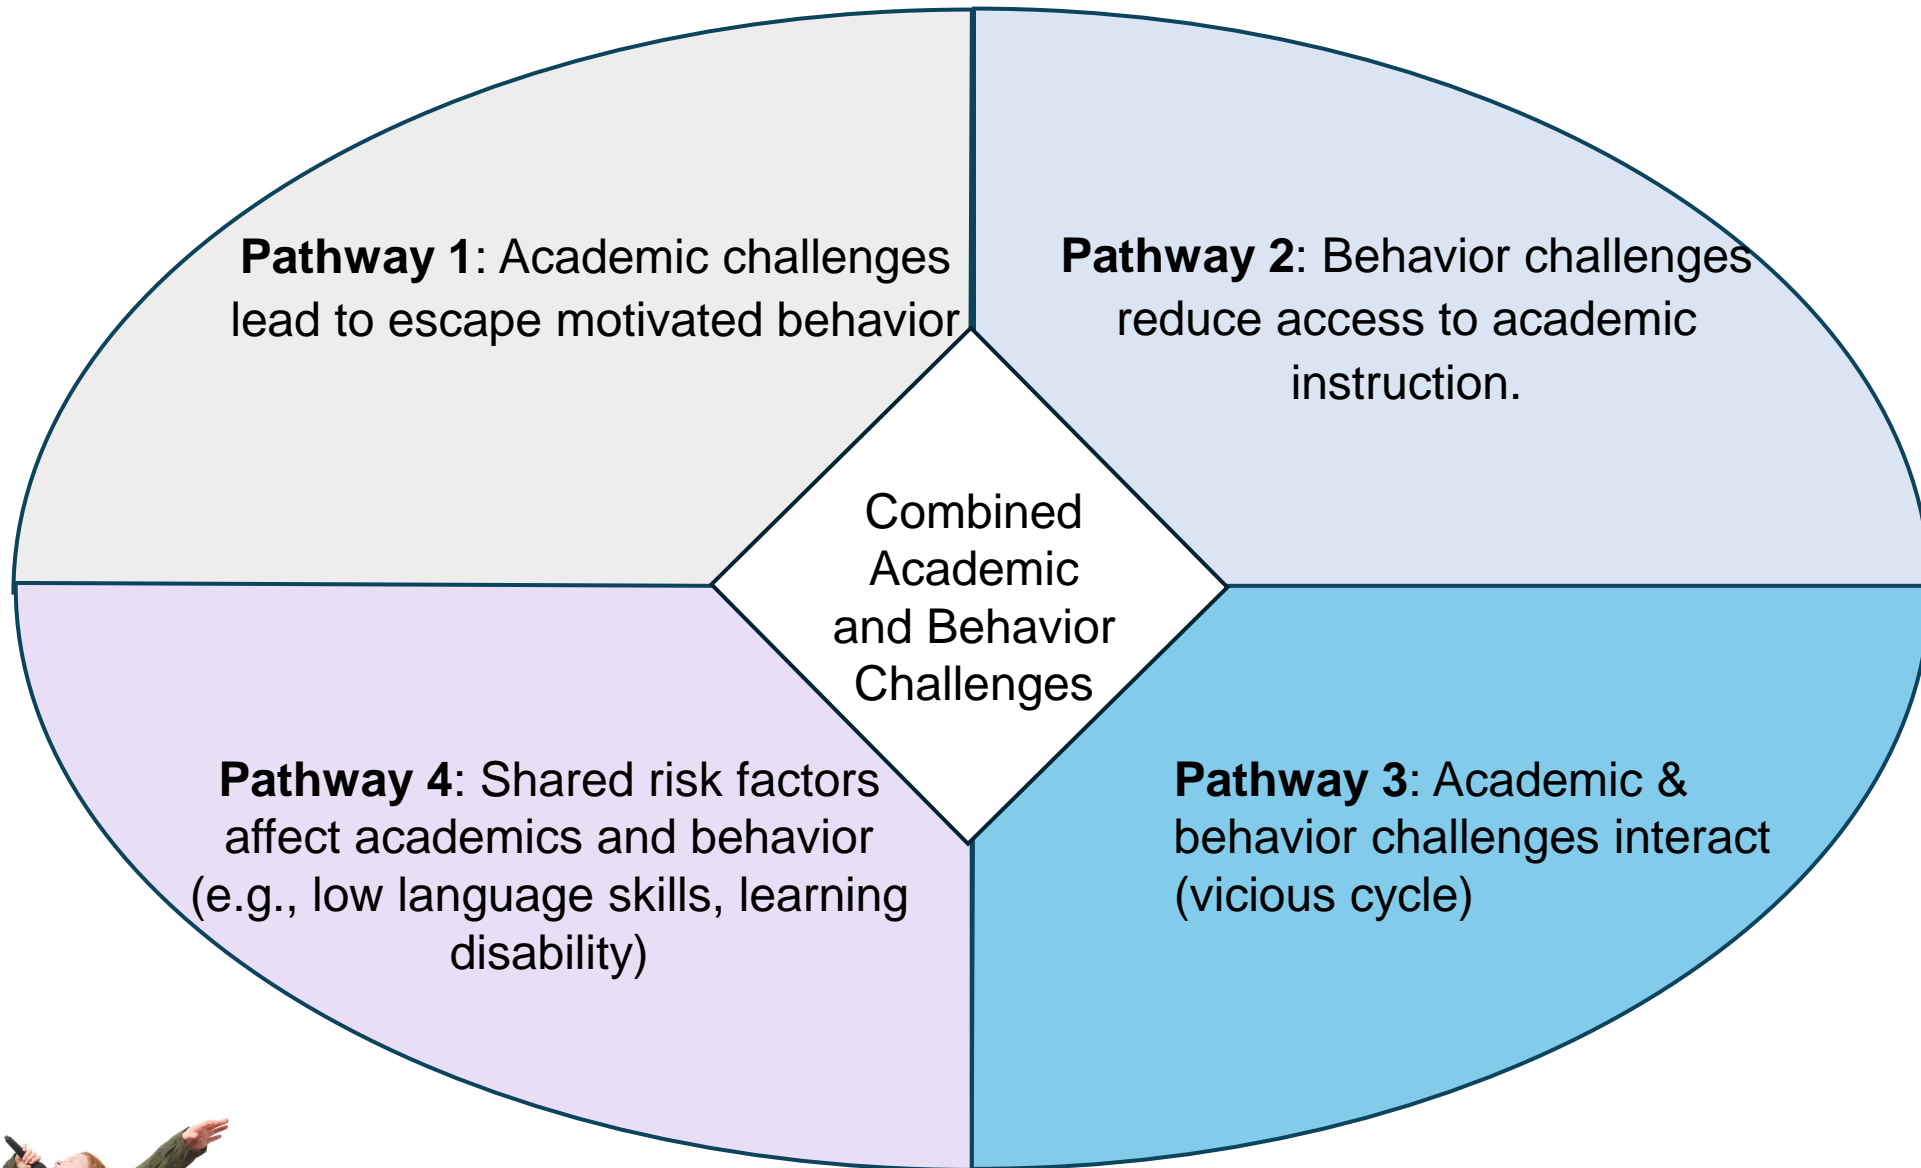 Pathway 1: Academic challenges
lead to escape motivated behavior
Pathway 2: Behavior challenges
reduce access to academic
instruction.
Combined
Academic
and Behavior
Challenges
Pathway 4: Shared risk factors
affect academics and behavior
(e.g., low language skills, learning
disability)
Pathway 3: Academic &
behavior challenges interact
(vicious cycle)